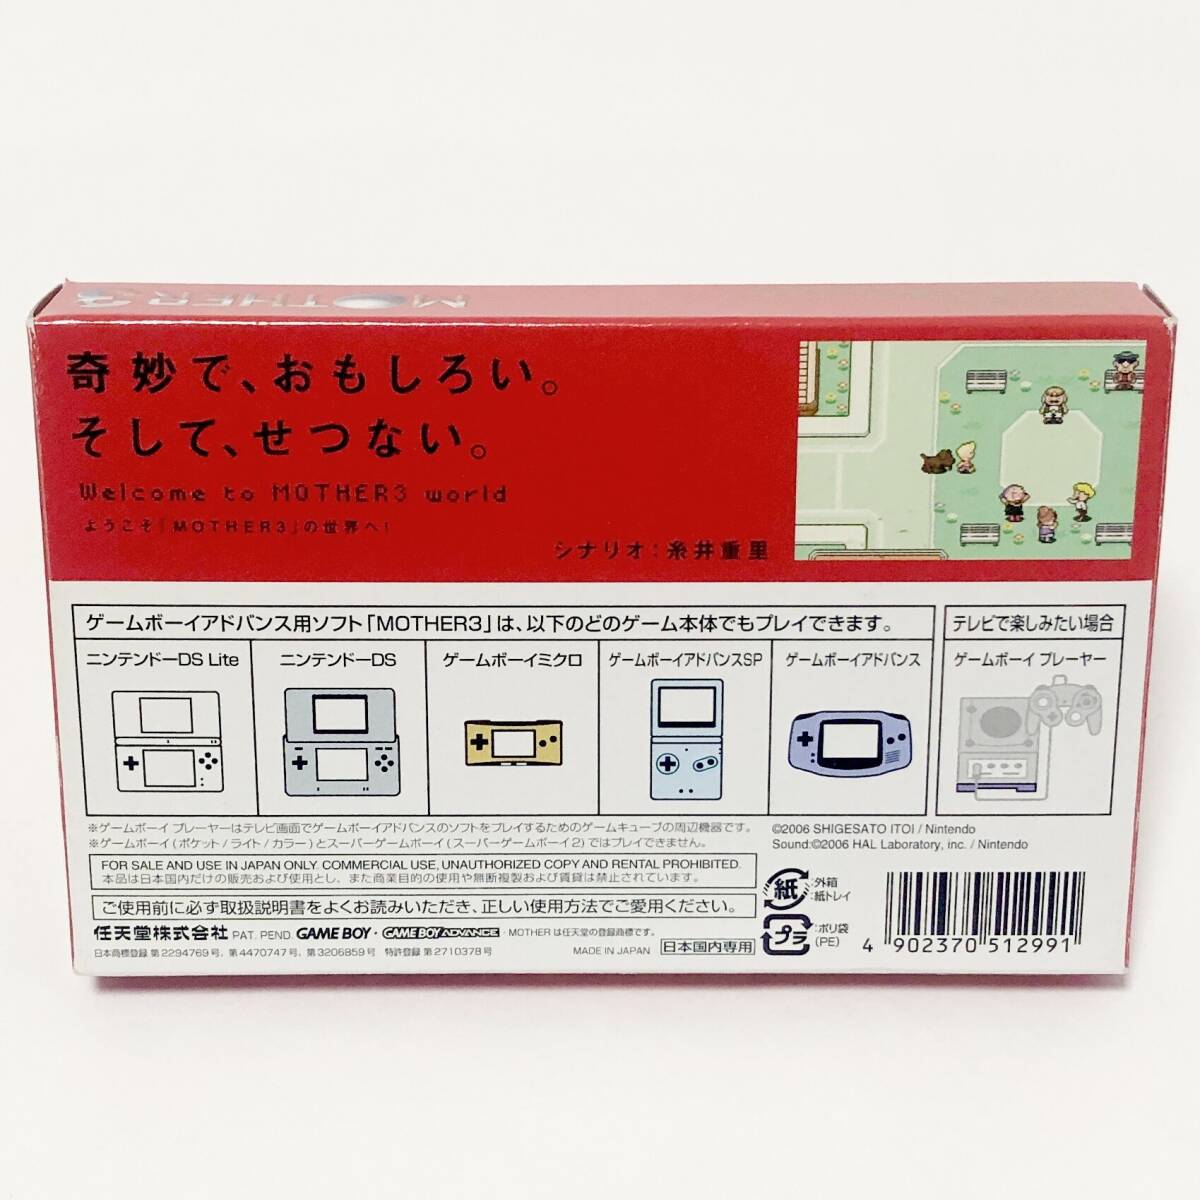 MOTHER3
奇妙で、おもしろい。
そして、せつない。
Welcome to MOTHER3 world
ようこそ「MOTHER3」の世界へ!
シナリオ:糸井重里
ゲームボーイアドバンス用ソフト「MOTHER3」は、以下のどのゲーム本体でもプレイできます。
テレビで楽しみたい場合
ニンテンドーDS Lite
ニンテンドーDS
ゲームボーイミクロ
ゲームボーイアドバンスSP
ゲームボーイアドバンス
ゲームボーイ プレーヤー
※ゲームボーイ プレーヤーはテレビ画面でゲームボーイアドバンスのソフトをプレイするためのゲームキューブの周辺機器です。
※ゲームボーイ(ポケット/ライト/カラー)とスーパーゲームボーイ(スーパーゲームボーイ2)ではプレイできません。
©2006 SHIGESATO ITOI / Nintendo
Sound:©2006 HAL Laboratory, inc. / Nintendo
FOR SALE AND USE IN JAPAN ONLY. COMMERCIAL USE, UNAUTHORIZED COPY AND RENTAL PROHIBITED.
本品は日本国内だけの販売および使用とし、また商業目的の使用や無断複製および賃貸は禁止されています。
ご使用前に必ず取扱説明書をよくお読みいただき、正しい使用方法でご愛用ください。
任天堂株式会社 PAT. PEND. GAME BOY・GAME BOY ADVANCE・MOTHER は任天堂の登録商標です。
日本商標登録 第2294769号、第4470747号、第3206859号 特許登録 第2710378号
MADE IN JAPAN 日本国内専用
紙 :外箱
:紙トレイ
プラ :ポリ袋
(PE)
4 902370 512991